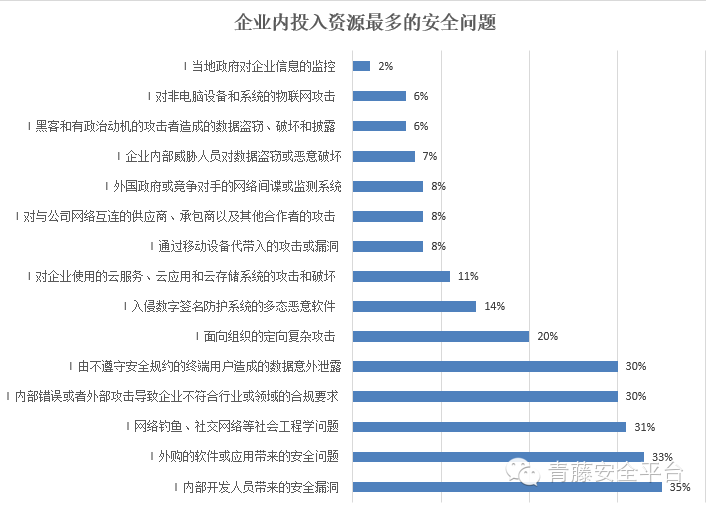 企业内投入资源最多的安全问题
l 当地政府对企业信息的监控 2%
l 对非电脑设备和系统的物联网攻击 6%
l 黑客和有政治动机的攻击者造成的数据盗窃、破坏和披露 6%
l 企业内部威胁人员对数据盗窃或恶意破坏 7%
l 外国政府或竞争对手的网络间谍或监测系统 8%
l 对与公司网络互连的供应商、承包商以及其他合作者的攻击 8%
l 通过移动设备代带入的攻击或漏洞 8%
l 对企业使用的云服务、云应用和云存储系统的攻击和破坏 11%
l 入侵数字签名防护系统的多态恶意软件 14%
l 面向组织的定向复杂攻击 20%
l 由不遵守安全规约的终端用户造成的数据意外泄露 30%
l 内部错误或者外部攻击导致企业不符合行业或领域的合规要求 30%
l 网络钓鱼、社交网络等社会工程学问题 31%
l 外购的软件或应用带来的安全问题 33%
青藤安全平台
l 内部开发人员带来的安全漏洞 35%